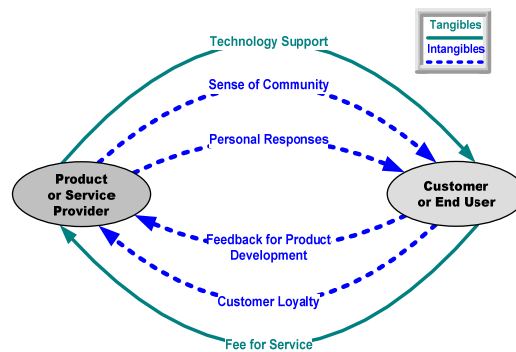 Tangibles
Intangibles
Technology Support
Sense of Community
Personal Responses
Product
or Service
Provider
Customer
or End User
Feedback for Product
Development
Customer Loyalty
Fee for Service